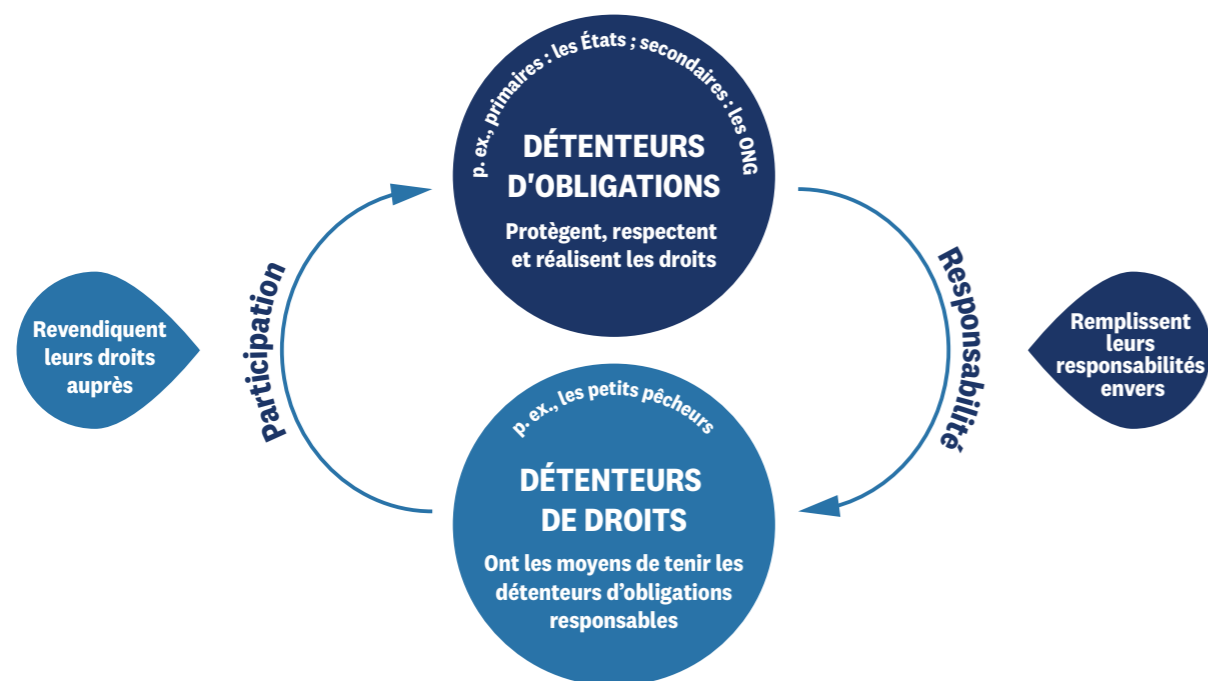 p. ex., primaires : les États ; secondaires : les ONG
DÉTENTEURS
D'OBLIGATIONS
Protègent, respectent
et réalisent les droits
Revendiquent
leurs droits
auprès
Participation
Responsabilité
Remplissent
leurs
responsabilités
envers
p. ex., les petits pêcheurs
DÉTENTEURS
DE DROITS
Ont les moyens de tenir les
détenteurs d’obligations
responsables